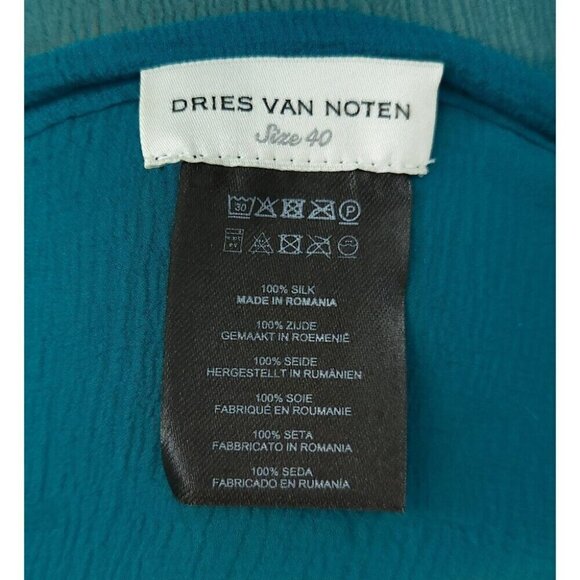 DRIES VAN NOTEN
Size 40
30
P
100% SILK
MADE IN ROMANIA
100% ZIJDE
GEMAAKT IN ROEMENIË
100% SEIDE
HERGESTELLT IN RUMÄNIEN
100% SOIE
FABRIQUÉ EN ROUMANIE
100% SETA
FABBRICATO IN ROMANIA
100% SEDA
FABRICADO EN RUMANÍA